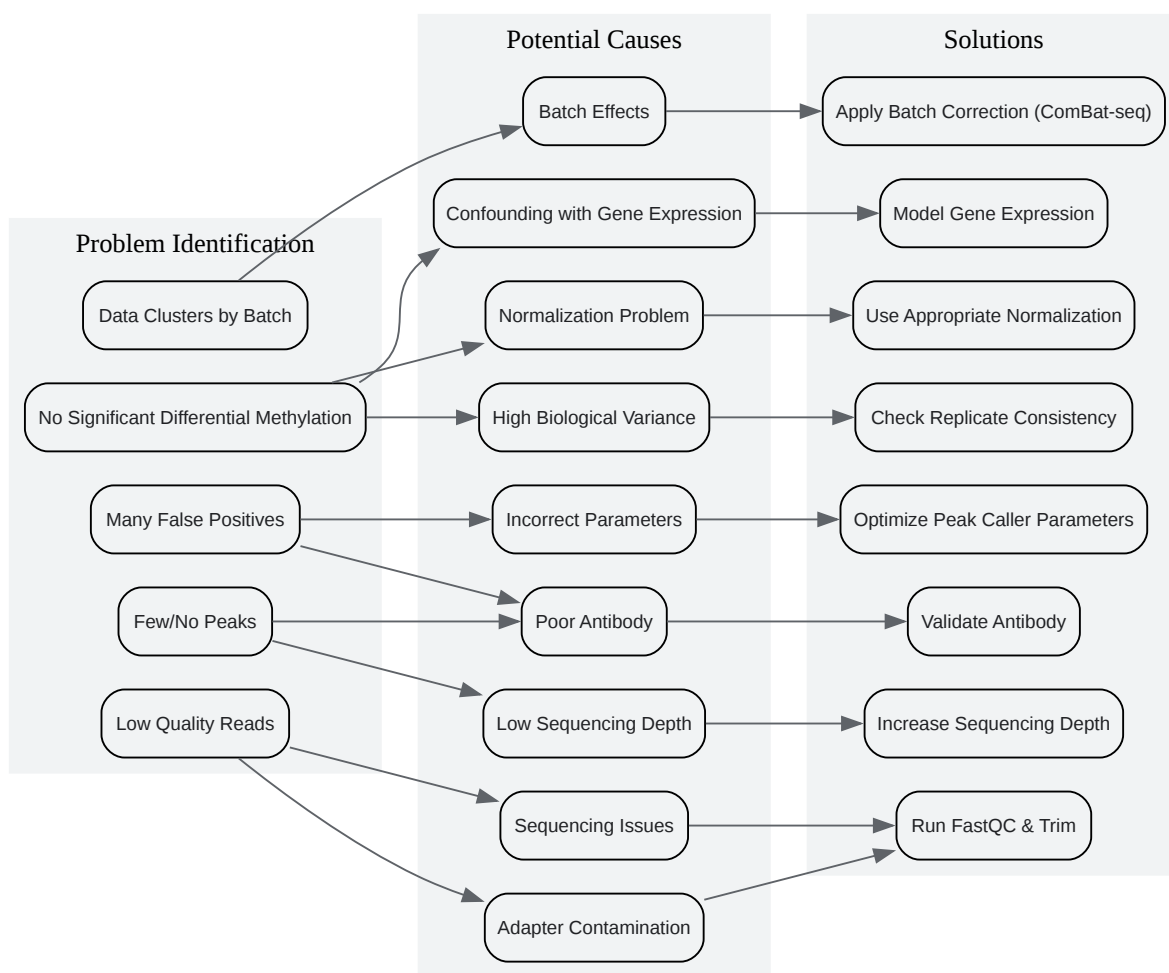 Potential Causes
Solutions
Batch Effects
Apply Batch Correction (ComBat-seq)
Confounding with Gene Expression
Model Gene Expression
Problem Identification
Data Clusters by Batch
Normalization Problem
Use Appropriate Normalization
No Significant Differential Methylation
High Biological Variance
Check Replicate Consistency
Many False Positives
Incorrect Parameters
Optimize Peak Caller Parameters
Few/No Peaks
Poor Antibody
Validate Antibody
Low Quality Reads
Low Sequencing Depth
Increase Sequencing Depth
Sequencing Issues
Run FastQC & Trim
Adapter Contamination